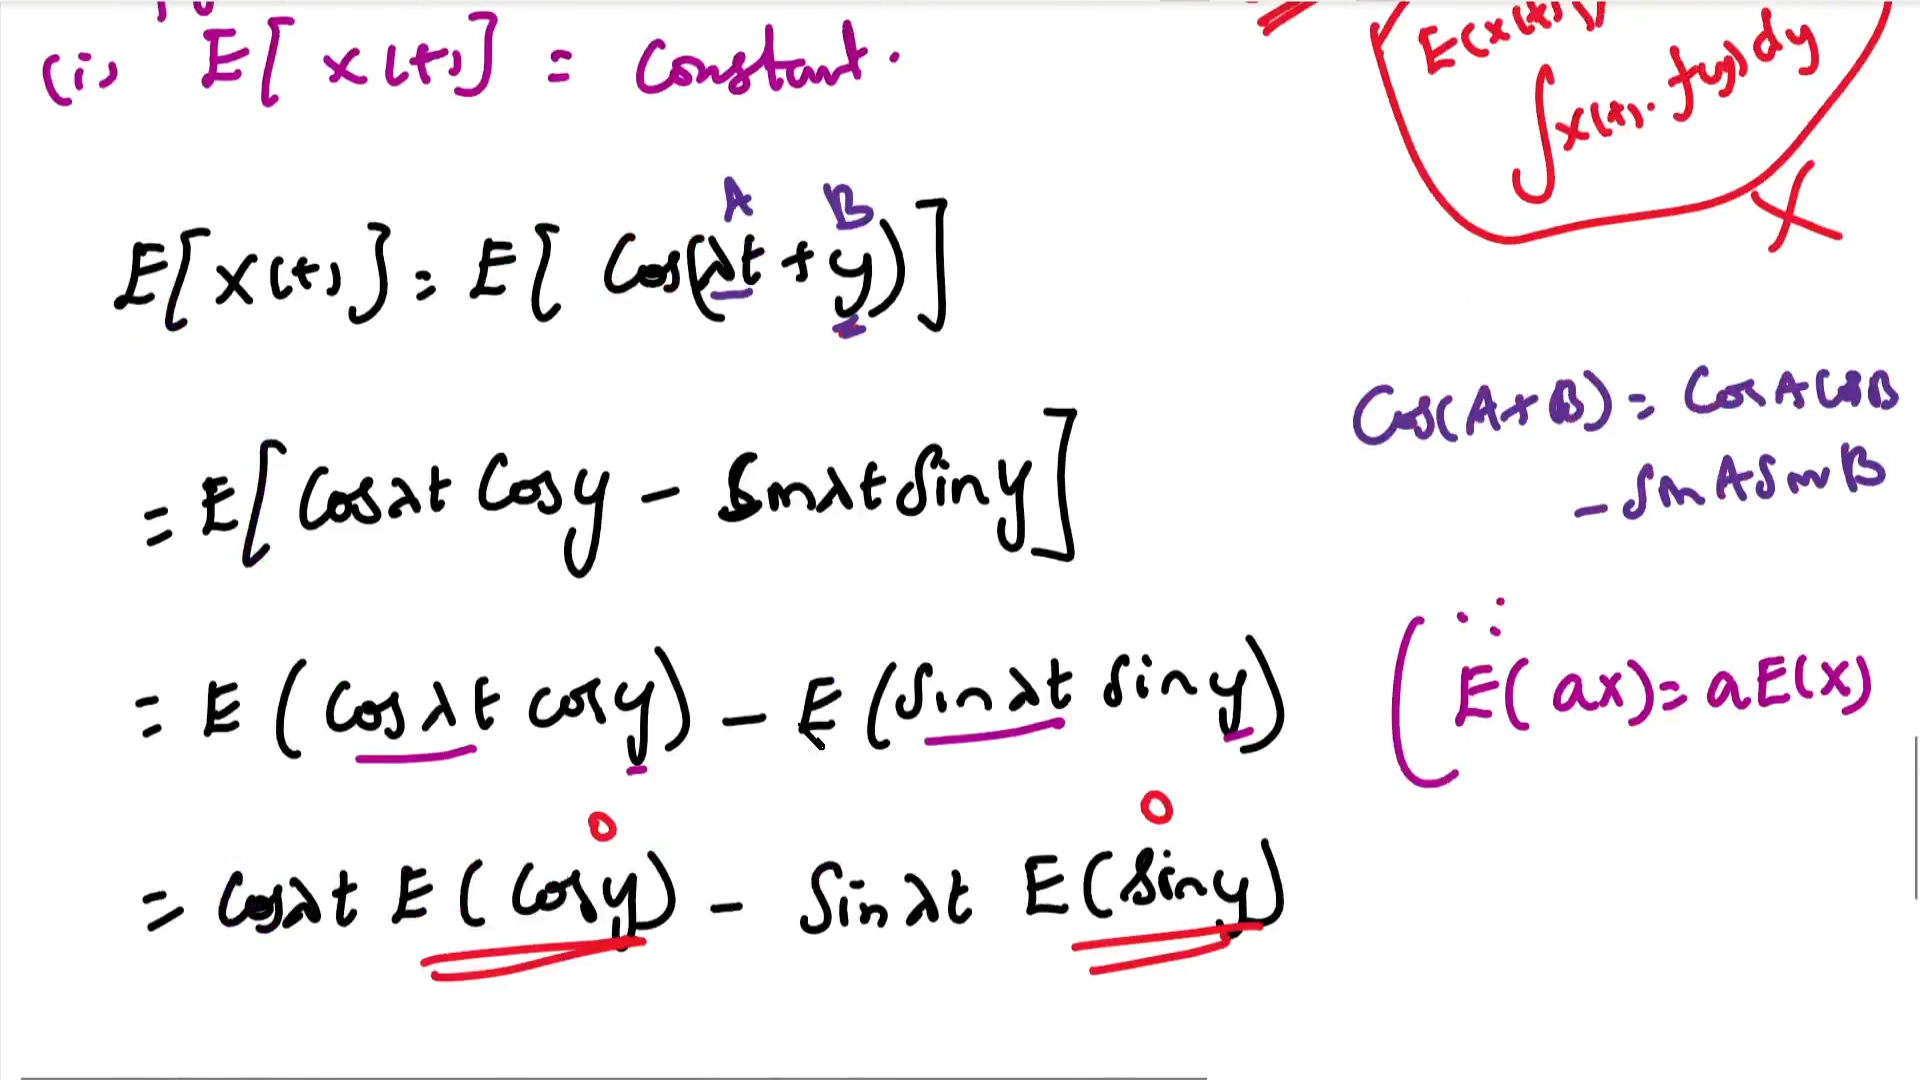 (i) E[X(t)] = Constant.
E(X(t))
∫X(t). f(y) dy
X
A B
E[X(t)] = E[Cos(λt + y)]
Cos(A+B) = CosA CosB
- SinA SinB
= E[Cosλt Cosy - Sinλt Siny]
= E(Cosλt cosy) - E(Sinλt Siny)
(∵ E(ax) = aE(x)
0 0
= Cosλt E(Cosy) - Sinλt E(Siny)